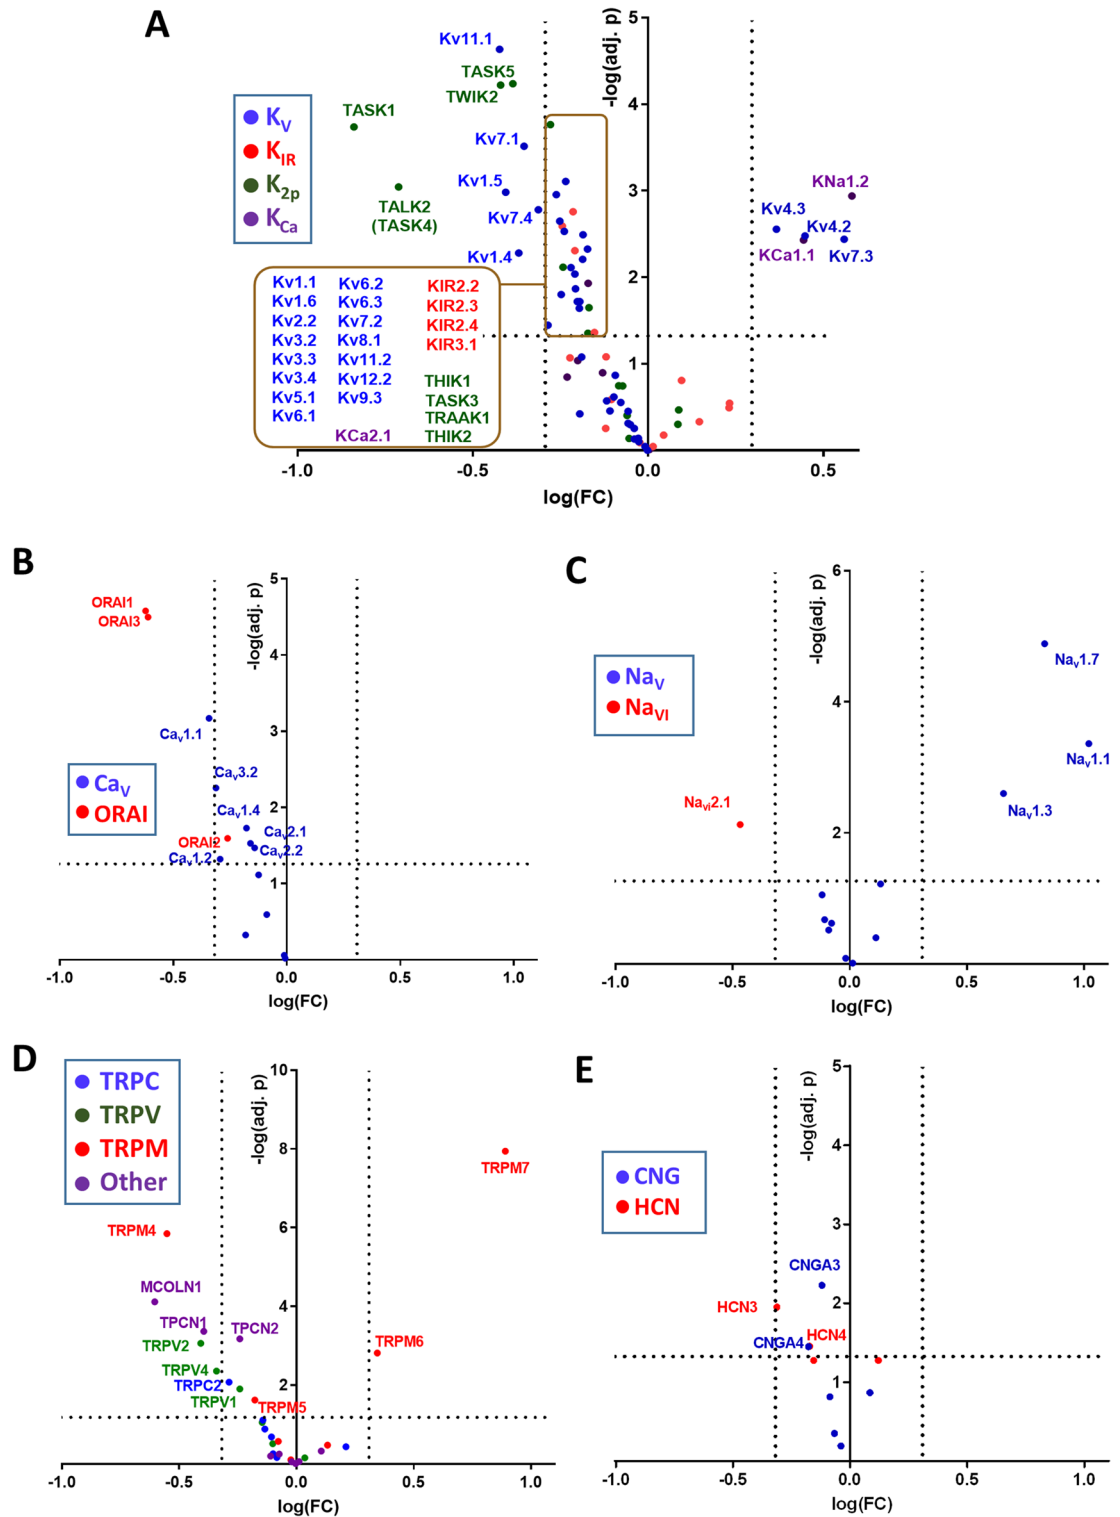 A
-log(adj. p)
5
4
3
2
1
Kv11.1
TASK5
TWIK2
TASK1
Kv7.1
Kv1.5
TALK2
(TASK4)
Kv7.4
Kv1.4
KNa1.2
Kv4.3
Kv4.2
KCa1.1
Kv7.3
KV
KIR
K2p
KCa
Kv1.1 Kv6.2 KIR2.2
Kv1.6 Kv6.3 KIR2.3
Kv2.2 Kv7.2 KIR2.4
Kv3.2 Kv8.1 KIR3.1
Kv3.3 Kv11.2
Kv3.4 Kv12.2 THIK1
Kv5.1 Kv9.3 TASK3
Kv6.1 TRAAK1
KCa2.1 THIK2
-1.0 -0.5 0.0 0.5
log(FC)
B
-log(adj. p)
5
4
3
2
1
ORAI1
ORAI3
Cav1.1
Cav3.2
Cav1.4
Cav2.1
ORAI2
Cav2.2
Cav1.2
CaV
ORAI
-1.0 -0.5 0.0 0.5 1.0
log(FC)
C
-log(adj. p)
6
4
2
NaV
NaVI
Nav1.7
Nav1.1
Nav1.3
Navi2.1
-1.0 -0.5 0.0 0.5 1.0
log(FC)
D
TRPC
TRPV
TRPM
Other
-log(adj. p)
10
8
6
4
2
TRPM7
TRPM4
MCOLN1
TPCN1
TPCN2
TRPV2
TRPM6
TRPV4
TRPC2
TRPV1
TRPM5
-1.0 -0.5 0.0 0.5 1.0
log(FC)
E
-log(adj. p)
5
4
3
2
1
CNG
HCN
CNGA3
HCN3
HCN4
CNGA4
-1.0 -0.5 0.0 0.5 1.0
log(FC)